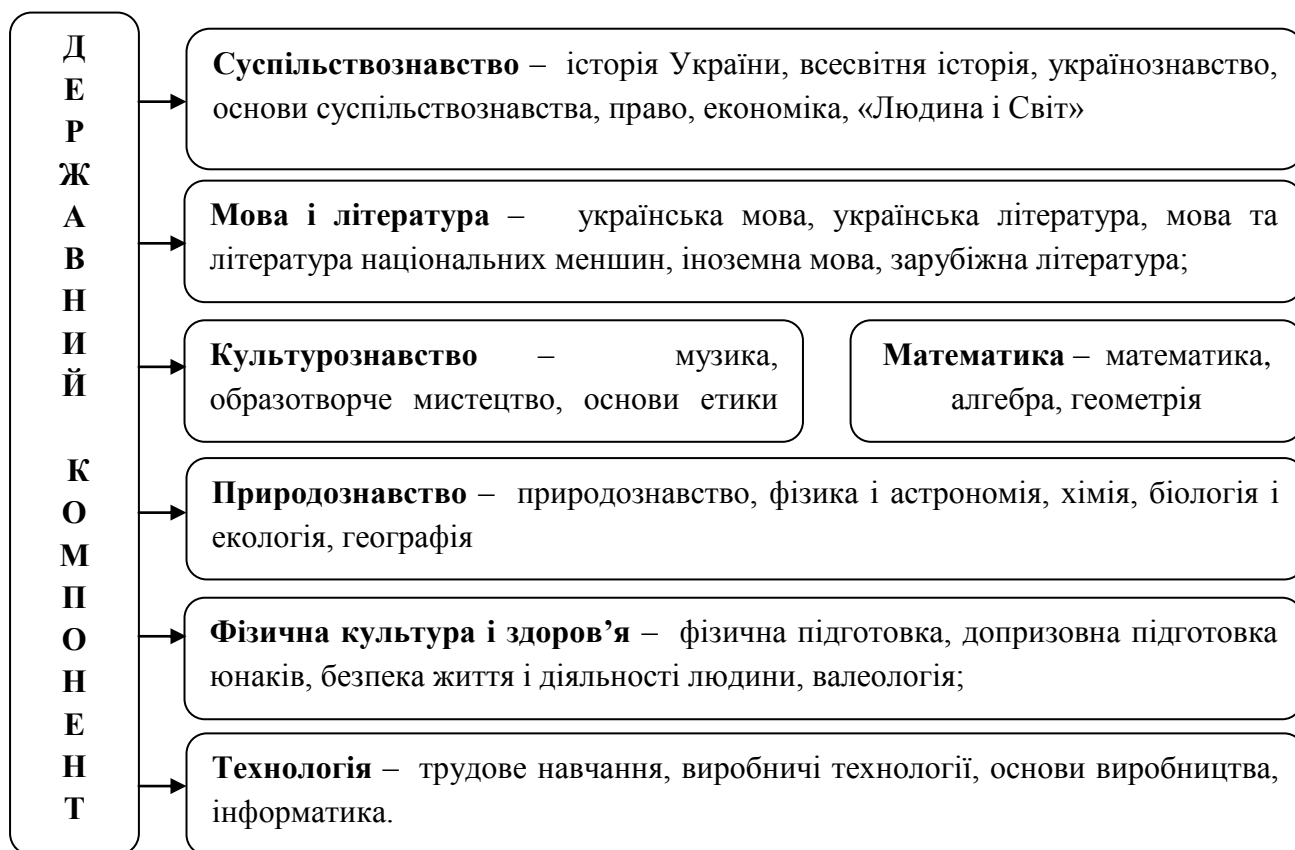 ДЕРЖАВНИЙ КОМПОНЕНТ
Суспільствознавство – історія України, всесвітня історія, українознавство,
основи суспільствознавства, право, економіка, «Людина і Світ»
Мова і література – українська мова, українська література, мова та
література національних меншин, іноземна мова, зарубіжна література;
Культурознавство – музика,
образотворче мистецтво, основи етики
Математика – математика,
алгебра, геометрія
Природознавство – природознавство, фізика і астрономія, хімія, біологія і
екологія, географія
Фізична культура і здоров’я – фізична підготовка, допризовна підготовка
юнаків, безпека життя і діяльності людини, валеологія;
Технологія – трудове навчання, виробничі технології, основи виробництва,
інформатика.